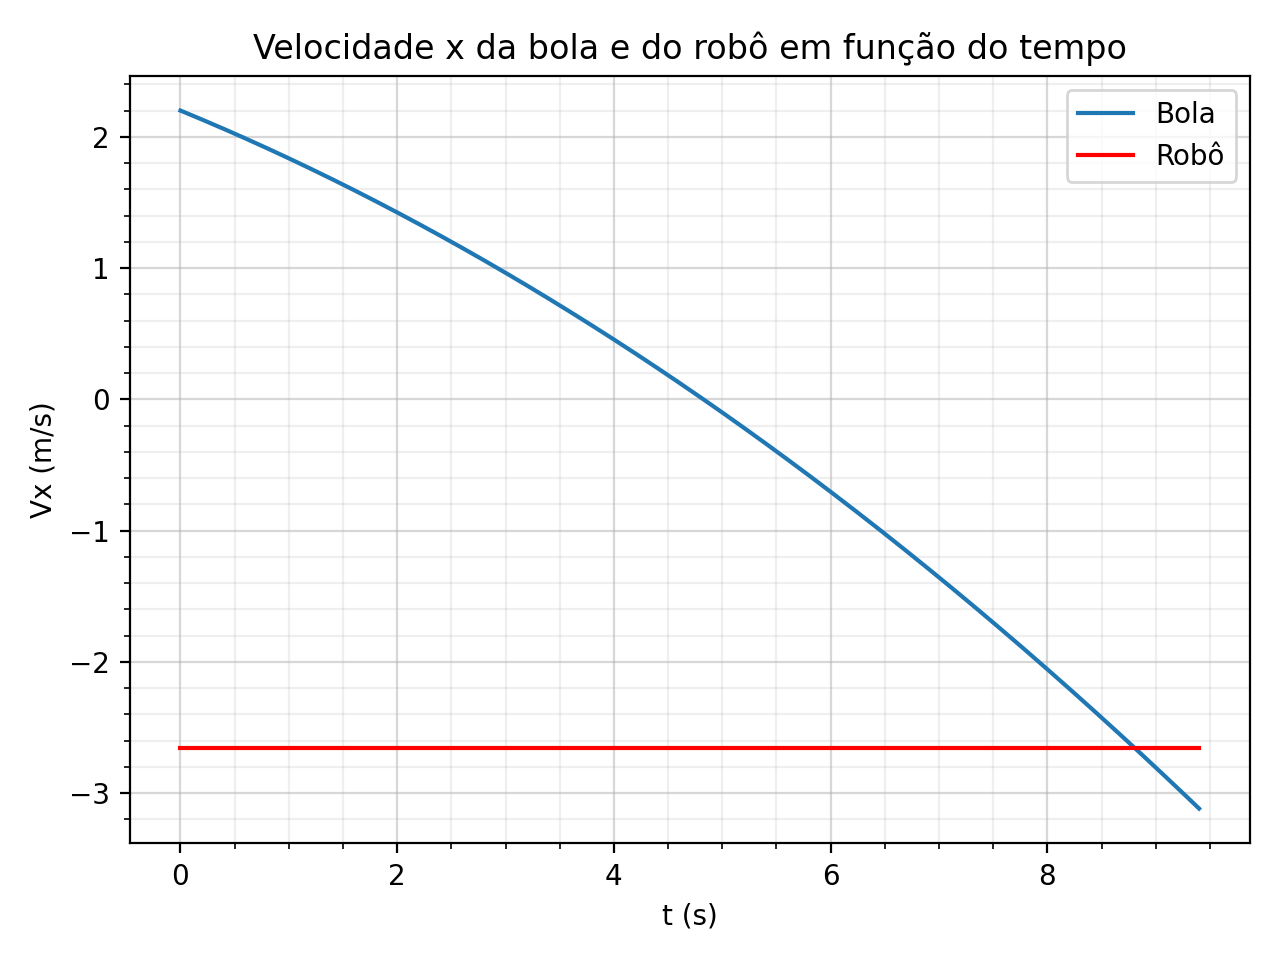 Velocidade x da bola e do robô em função do tempo
Bola
Robô
2
1
0
−1
−2
−3
Vx (m/s)
0 2 4 6 8
t (s)